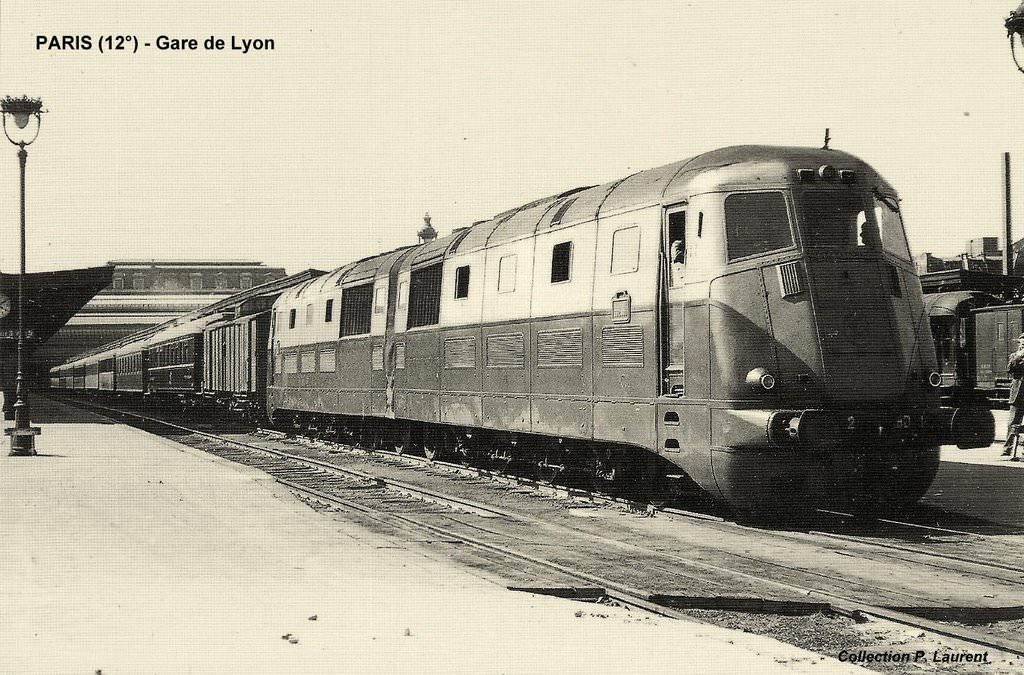 PARIS (12°) - Gare de Lyon
Collection P. Laurent